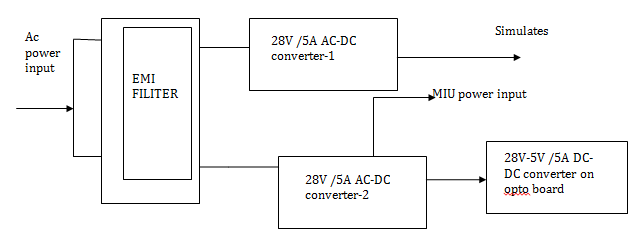 Ac
power
input
EMI
FILITER
28V /5A AC-DC
converter-1
Simulates
MIU power input
28V /5A AC-DC
converter-2
28V-5V /5A DC-
DC converter on
opto board